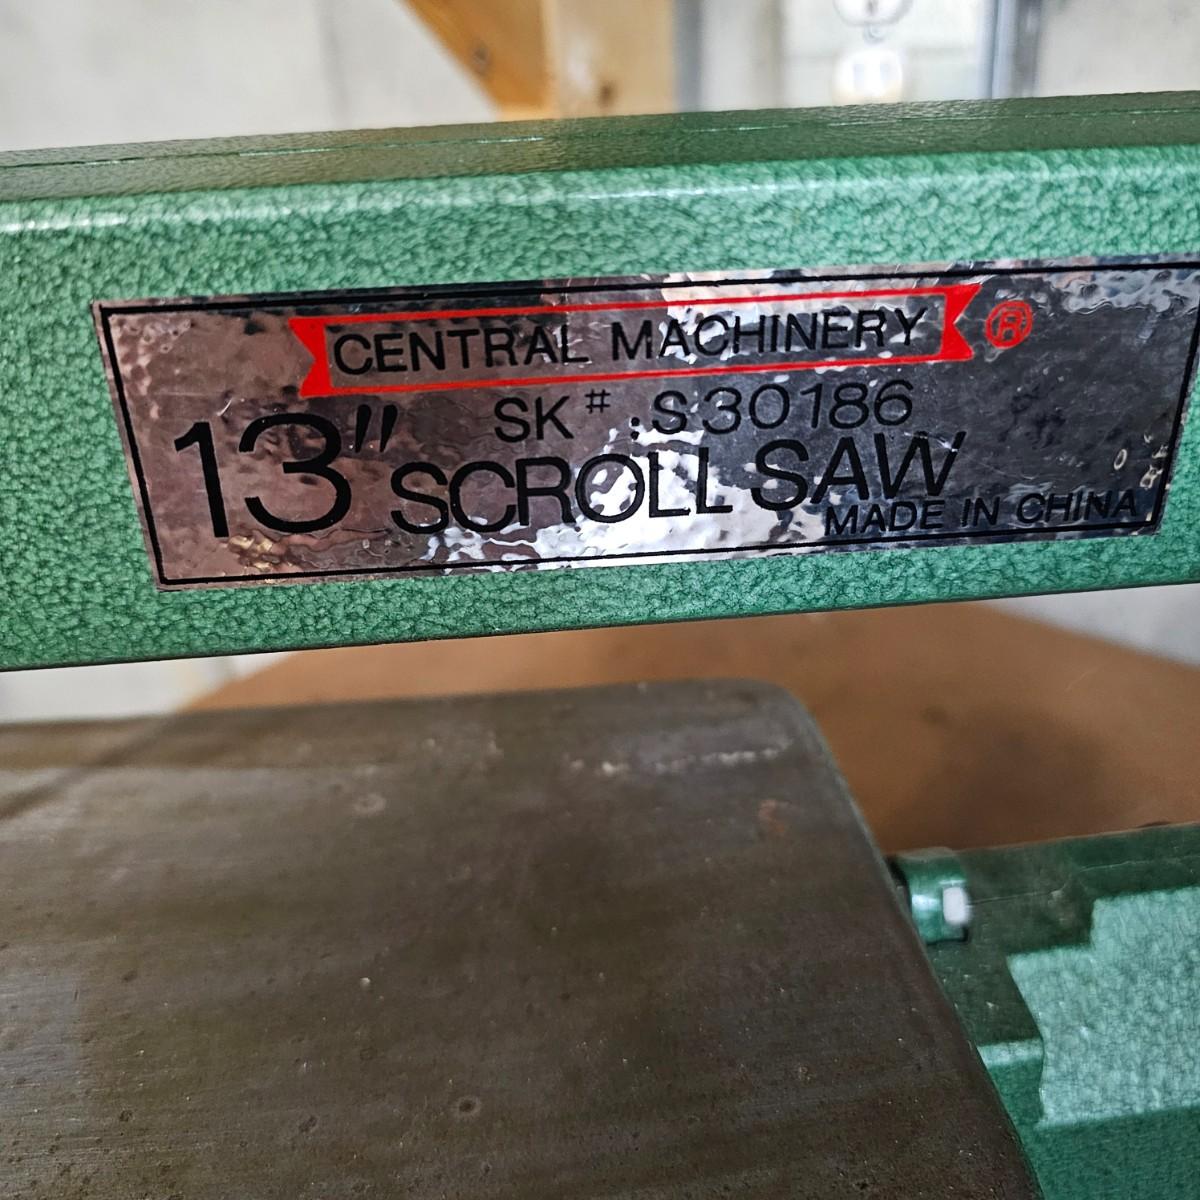 CENTRAL MACHINERY ®
SK# :S30186
13" SCROLL SAW
MADE IN CHINA